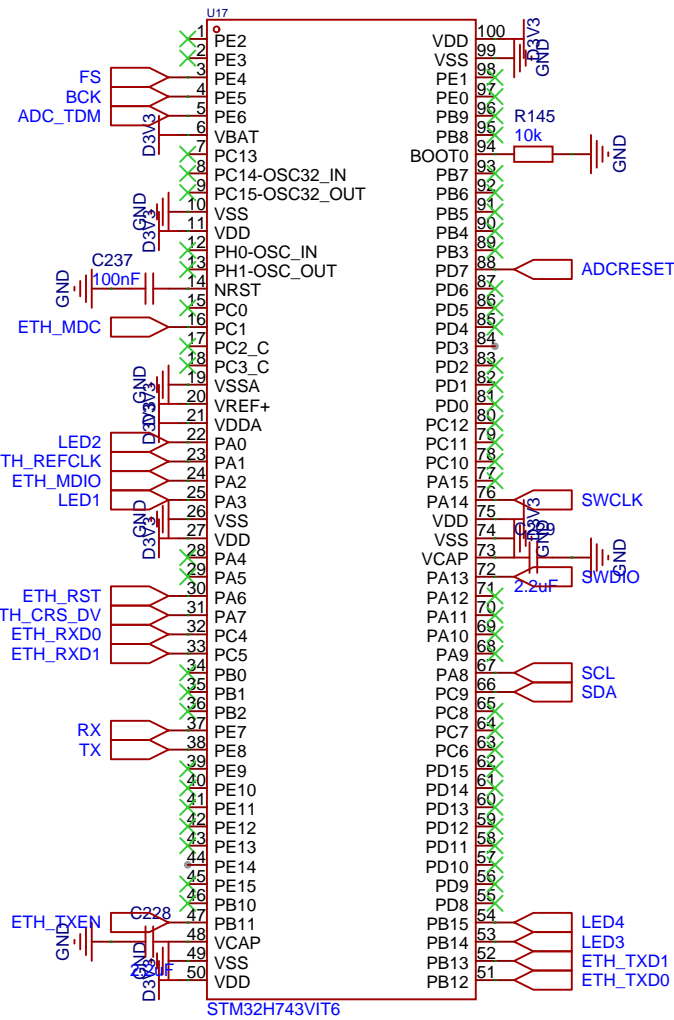 U17
1 PE2
2 PE3
FS 3 PE4
BCK 4 PE5
ADC_TDM 5 PE6
D3V3 6 VBAT
7 PC13
8 PC14-OSC32_IN
9 PC15-OSC32_OUT
GND 10 VSS
D3V3 11 VDD
12 PH0-OSC_IN
13 PH1-OSC_OUT
C237
100nF
GND 14 NRST
15 PC0
ETH_MDC 16 PC1
17 PC2_C
18 PC3_C
GND 19 VSSA
D3V3 20 VREF+
D3V3 21 VDDA
LED2 22 PA0
TH_REFCLK 23 PA1
ETH_MDIO 24 PA2
LED1 25 PA3
GND 26 VSS
D3V3 27 VDD
28 PA4
29 PA5
ETH_RST 30 PA6
TH_CRS_DV 31 PA7
ETH_RXD0 32 PC4
ETH_RXD1 33 PC5
34 PB0
35 PB1
36 PB2
RX 37 PE7
TX 38 PE8
39 PE9
40 PE10
41 PE11
42 PE12
43 PE13
44 PE14
45 PE15
46 PB10
ETH_TXEN 47 PB11
C228
2.2uF
GND 48 VCAP
GND 49 VSS
D3V3 50 VDD
VDD 100 D3V3
VSS 99 GND
PE1 98
PE0 97
PB9 96
PB8 95
R145
10k
BOOT0 94 GND
PB7 93
PB6 92
PB5 91
PB4 90
PB3 89
PD7 88 ADCRESET
PD6 87
PD5 86
PD4 85
PD3 84
PD2 83
PD1 82
PD0 81
PC12 80
PC11 79
PC10 78
PA15 77
PA14 76 SWCLK
VDD 75 D3V3
VSS 74 GND
VCAP 73 GND
2.2uF
PA13 72 SWDIO
PA12 71
PA11 70
PA10 69
PA9 68
PA8 67 SCL
PC9 66 SDA
PC8 65
PC7 64
PC6 63
PD15 62
PD14 61
PD13 60
PD12 59
PD11 58
PD10 57
PD9 56
PD8 55
PB15 54 LED4
PB14 53 LED3
PB13 52 ETH_TXD1
PB12 51 ETH_TXD0
STM32H743VIT6